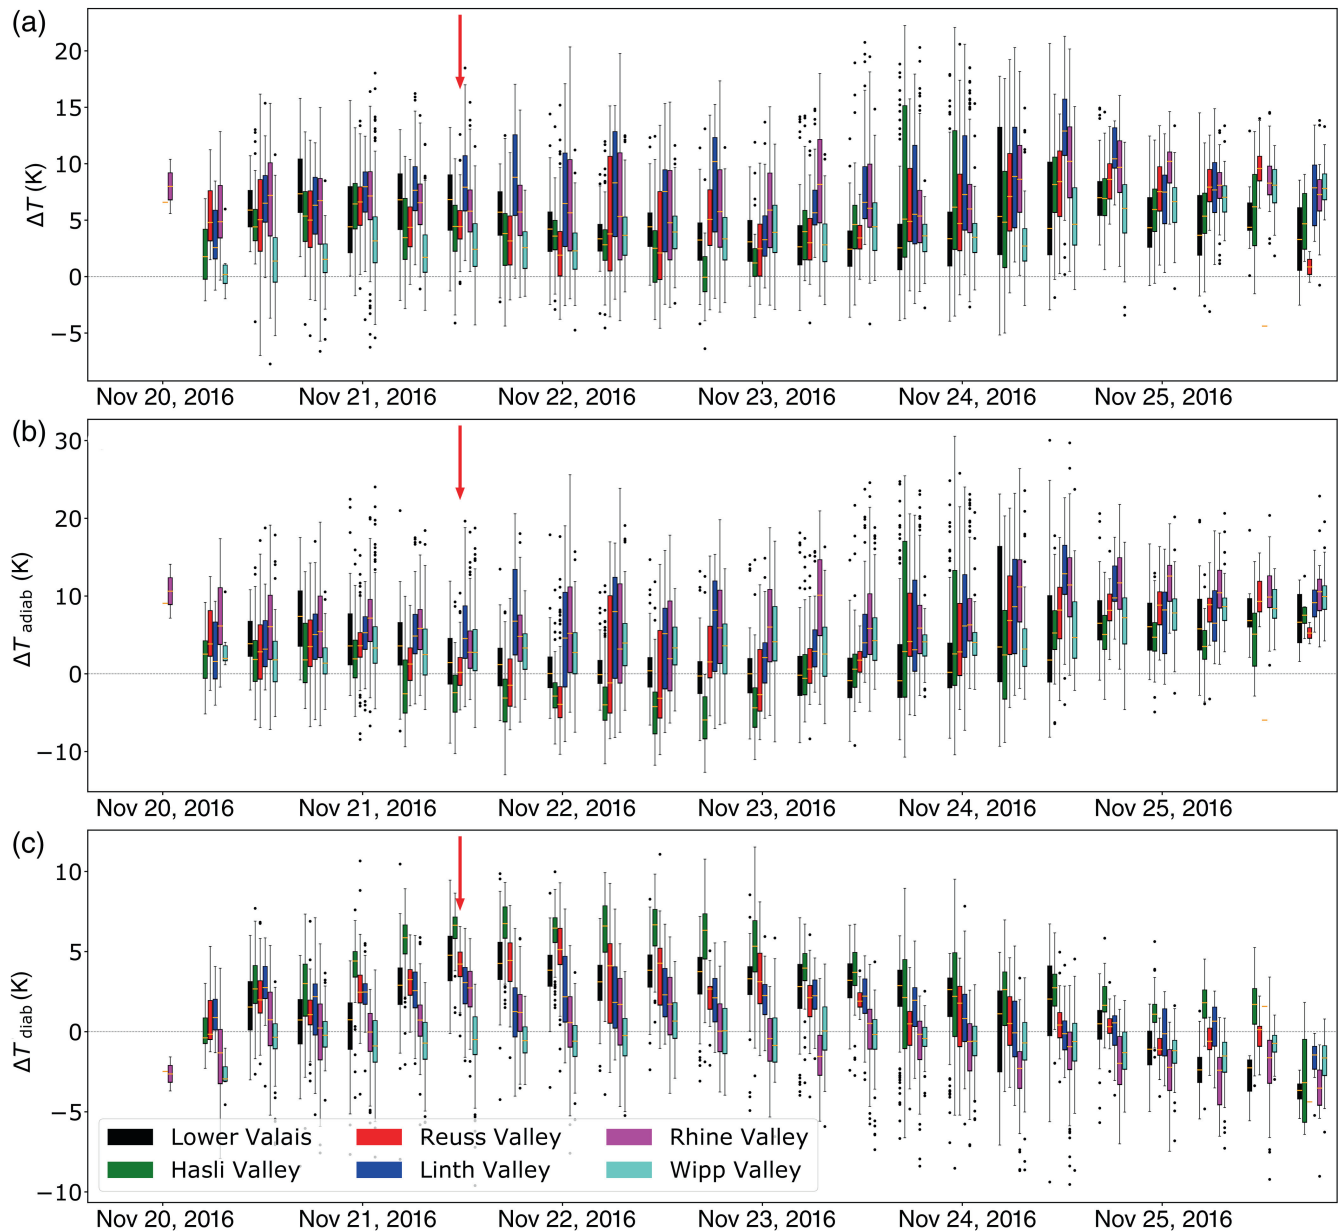 (a)
ΔT (K)
20
15
10
5
0
−5
Nov 20, 2016 Nov 21, 2016 Nov 22, 2016 Nov 23, 2016 Nov 24, 2016 Nov 25, 2016
(b)
ΔT adiab (K)
30
20
10
0
−10
Nov 20, 2016 Nov 21, 2016 Nov 22, 2016 Nov 23, 2016 Nov 24, 2016 Nov 25, 2016
(c)
ΔT diab (K)
10
5
0
−5
−10
Lower Valais Reuss Valley Rhine Valley
Hasli Valley Linth Valley Wipp Valley
Nov 20, 2016 Nov 21, 2016 Nov 22, 2016 Nov 23, 2016 Nov 24, 2016 Nov 25, 2016